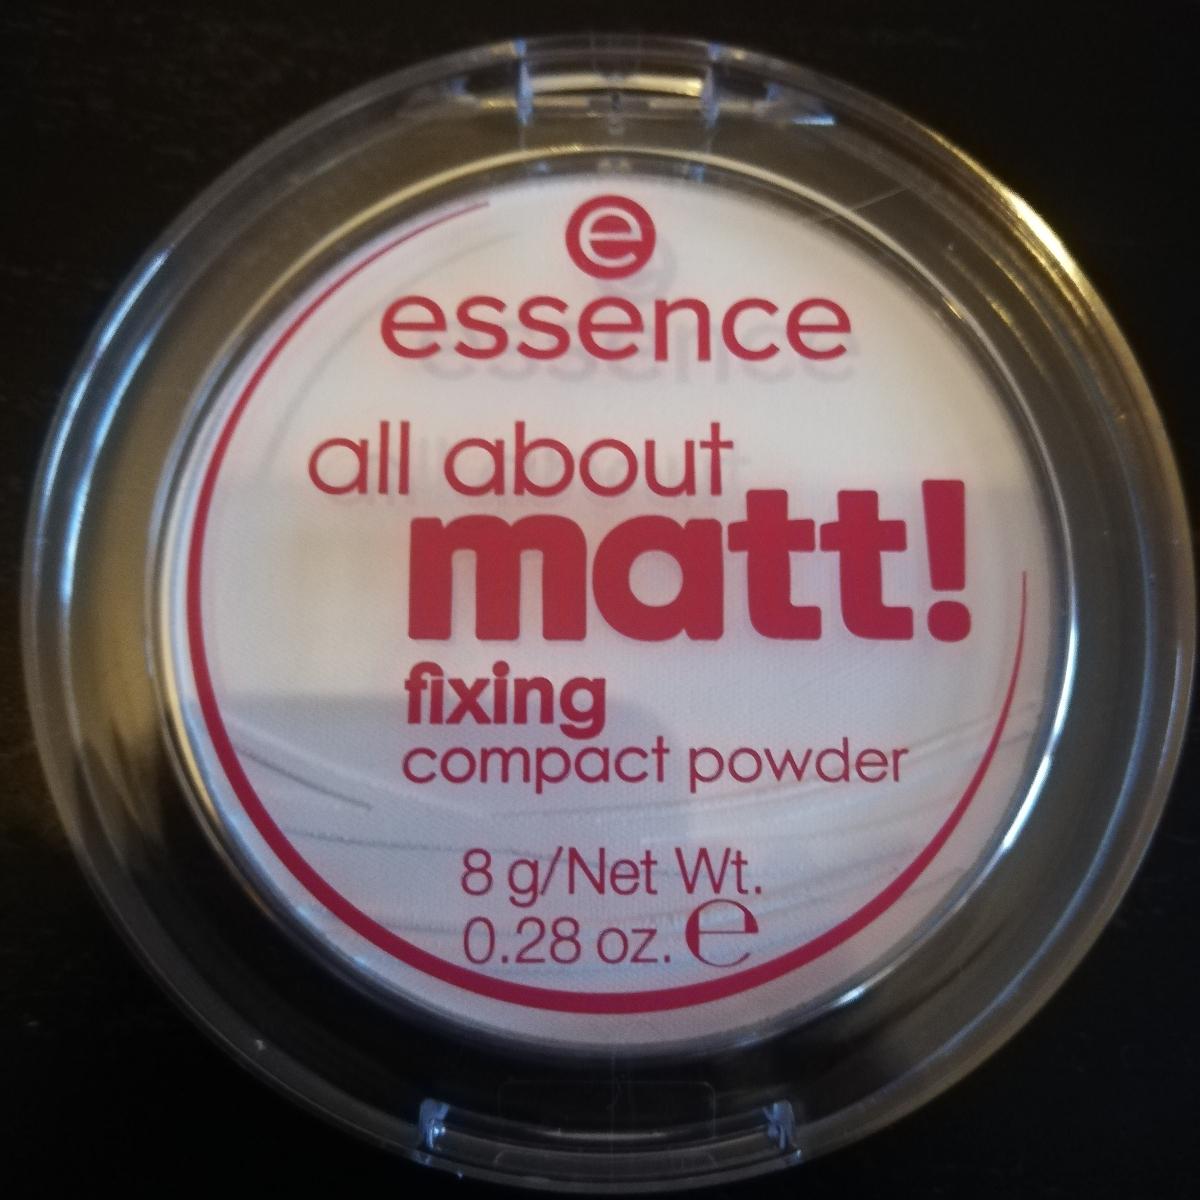 e
essence
all about
matt!
fixing
compact powder
8 g/Net Wt.
0.28 oz. ℮